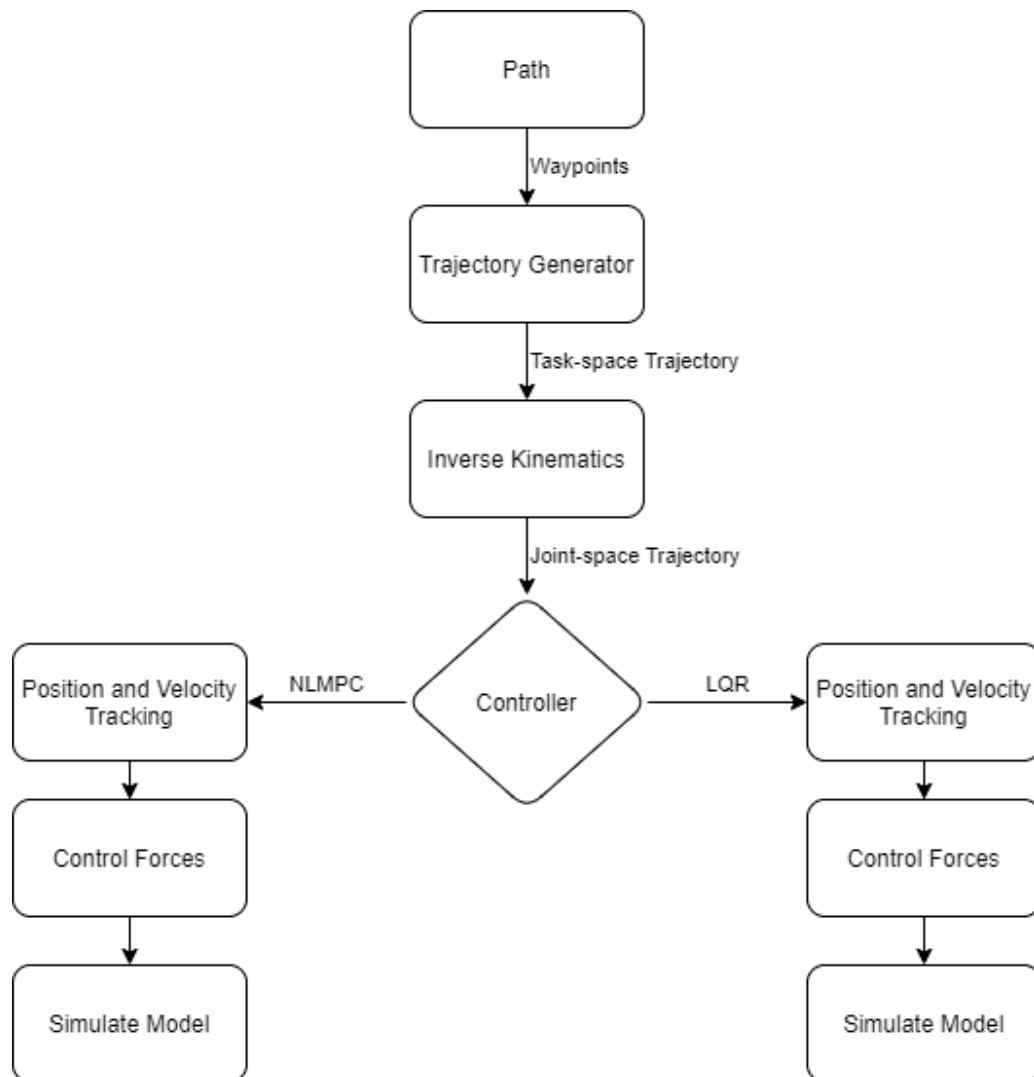 Path
Waypoints
Trajectory Generator
Task-space Trajectory
Inverse Kinematics
Joint-space Trajectory
Controller
NLMPC
LQR
Position and Velocity
Tracking
Control Forces
Simulate Model
Position and Velocity
Tracking
Control Forces
Simulate Model